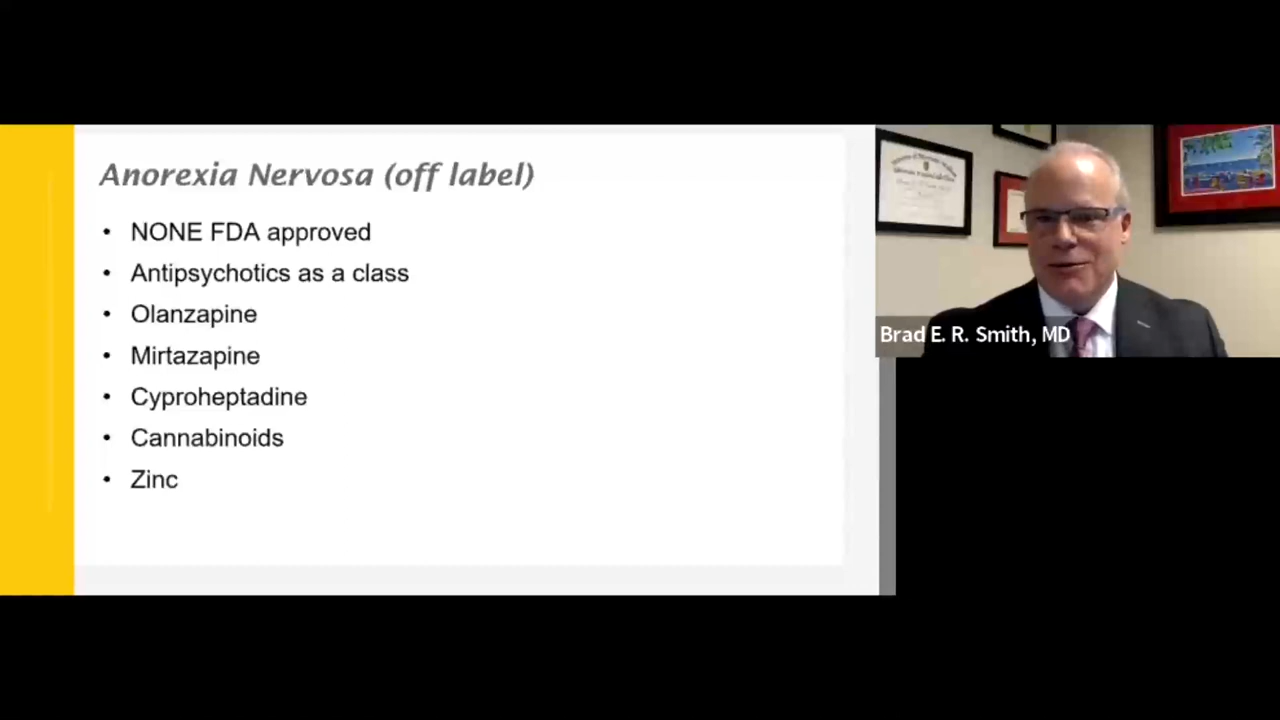 Anorexia Nervosa (off label)
• NONE FDA approved
• Antipsychotics as a class
• Olanzapine
• Mirtazapine
• Cyproheptadine
• Cannabinoids
• Zinc
Brad E. R. Smith, MD